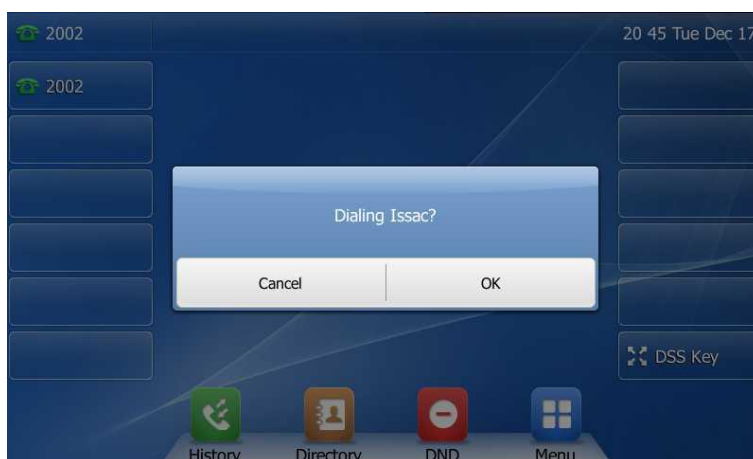 2002
20 45 Tue Dec 17
2002
Dialing Issac?
Cancel
OK
DSS Key
History
Directory
DND
Menu